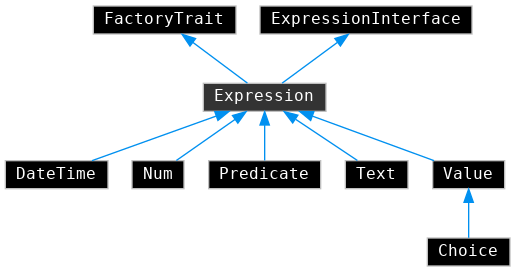 FactoryTrait
ExpressionInterface
Expression
DateTime
Num
Predicate
Text
Value
Choice